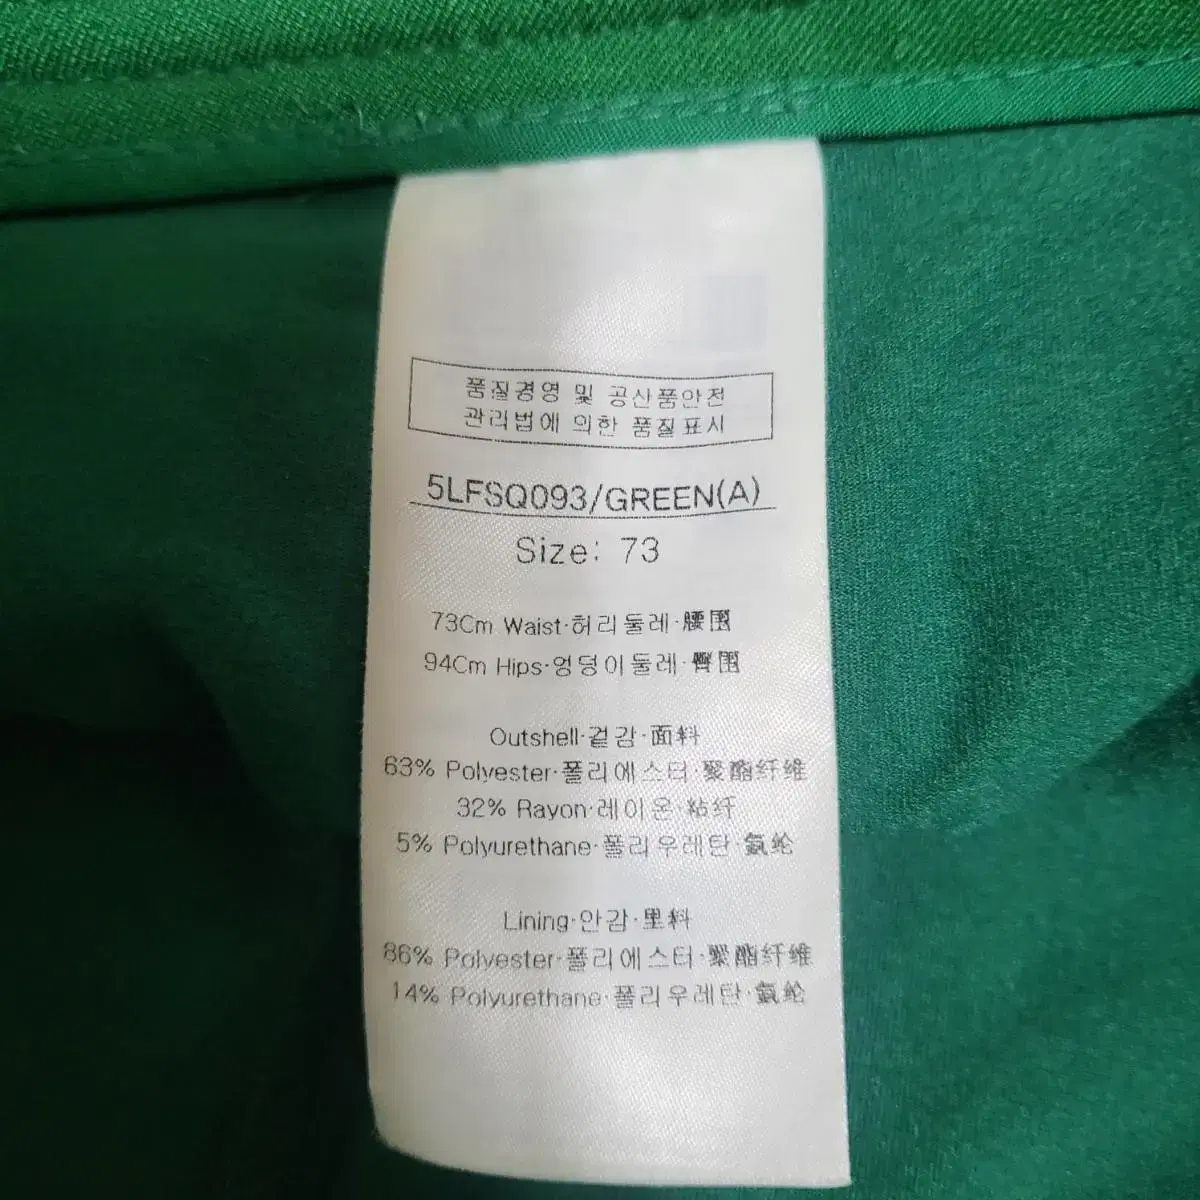 품질경영 및 공산품안전
관리법에 의한 품질표시
5LFSQ093/GREEN(A)
Size: 73
73Cm Waist·허리둘레·腰围
94Cm Hips·엉덩이둘레·臀围
Outshell·겉감·面料
63% Polyester·폴리에스터·聚酯纤维
32% Rayon·레이온·粘纤
5% Polyurethane·폴리우레탄·氨纶
Lining·안감·里料
86% Polyester·폴리에스터·聚酯纤维
14% Polyurethane·폴리우레탄·氨纶